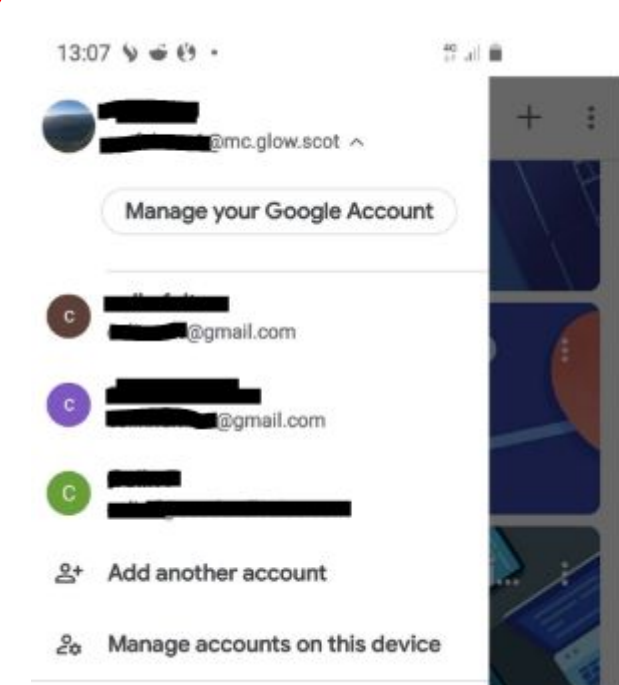 13:07
@mc.glow.scot
Manage your Google Account
C
@gmail.com
C
@gmail.com
C
Add another account
Manage accounts on this device